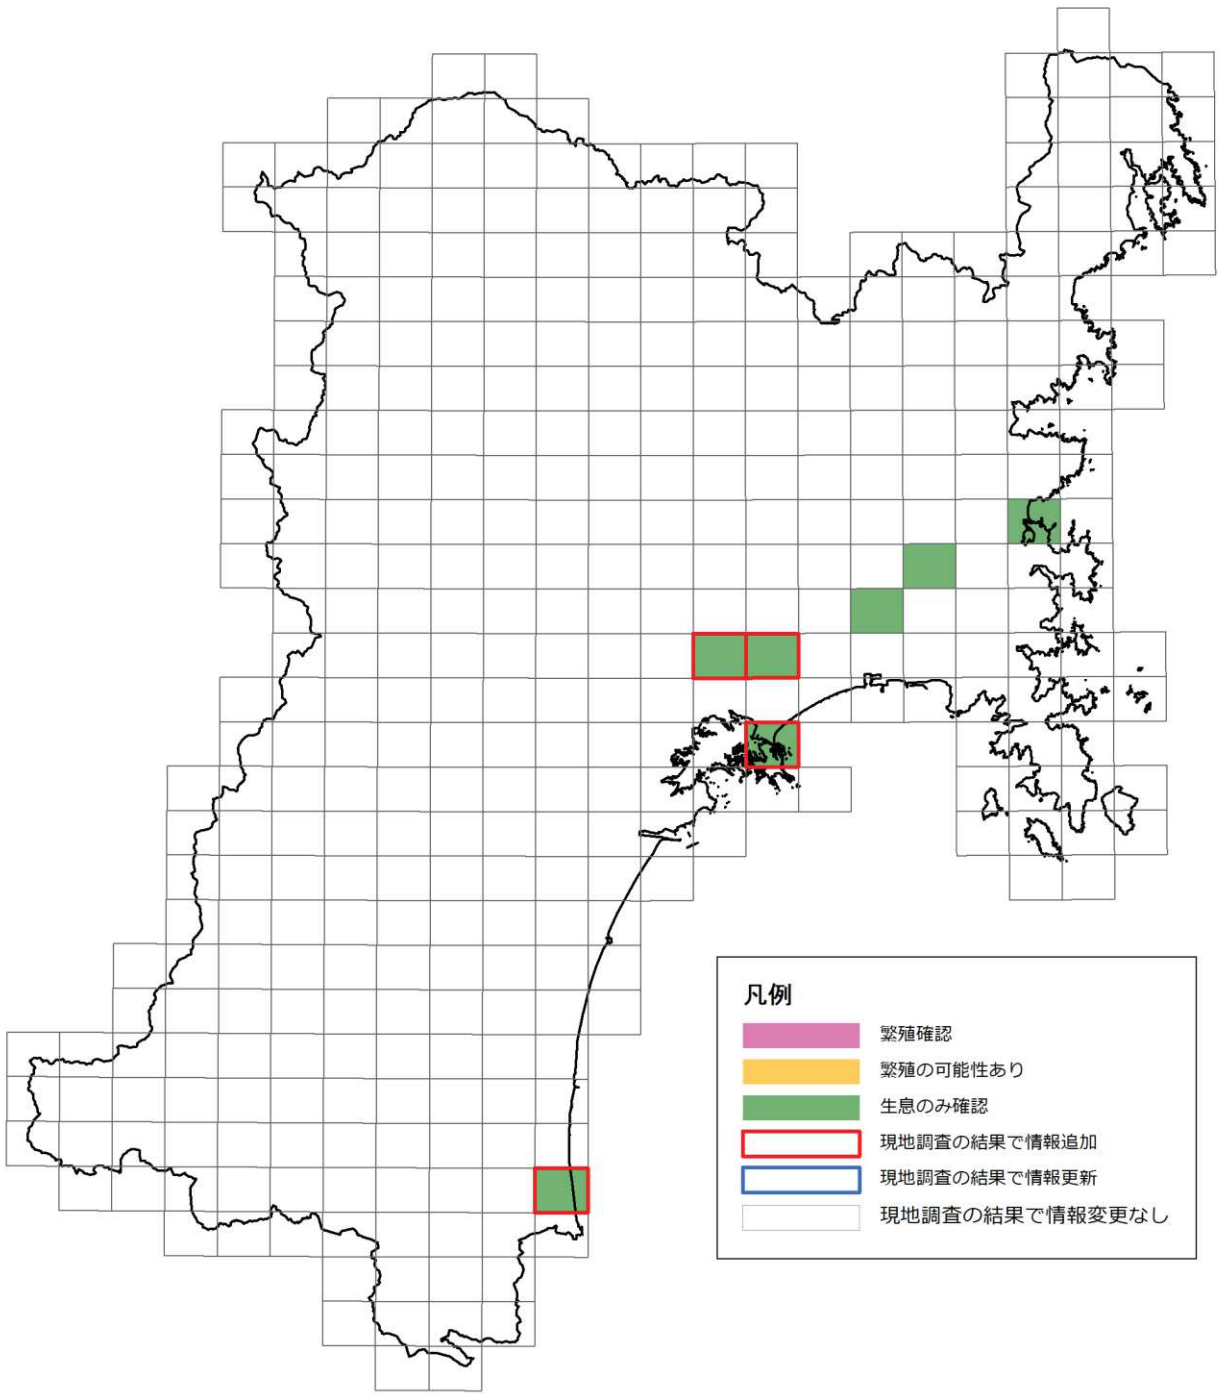 凡例
繁殖確認
繁殖の可能性あり
生息のみ確認
現地調査の結果で情報追加
現地調査の結果で情報更新
現地調査の結果で情報変更なし